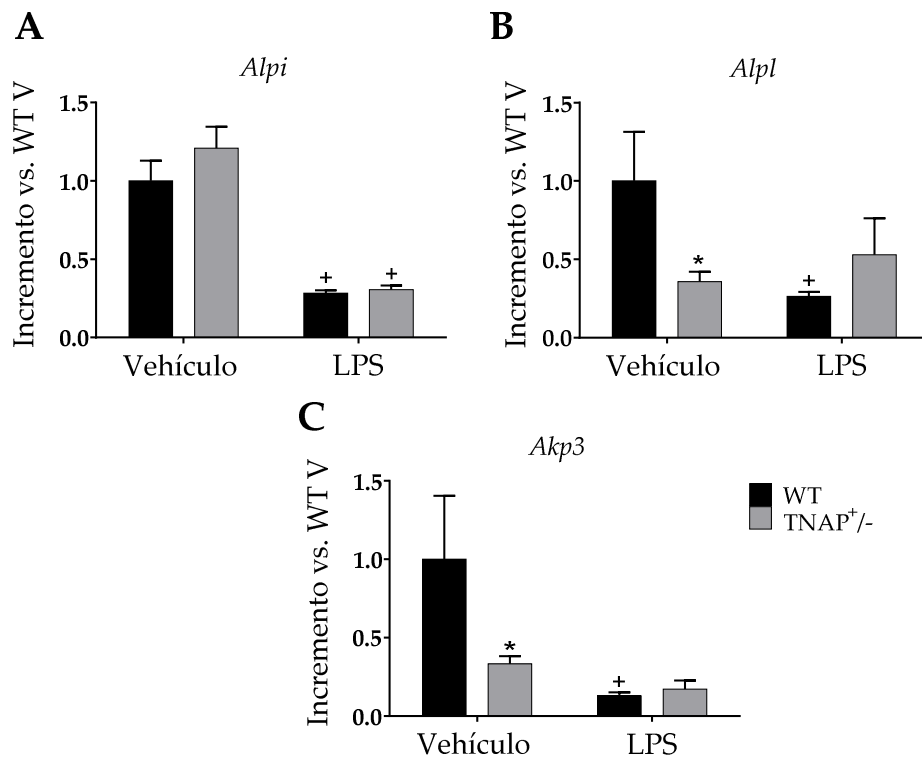 A
Alpi
Incremento vs. WT V
1.5
1.0
0.5
0.0
+
+
Vehículo
LPS
B
Alpl
Incremento vs. WT V
1.5
1.0
0.5
0.0
*
+
Vehículo
LPS
C
Akp3
Incremento vs. WT V
1.5
1.0
0.5
0.0
*
+
Vehículo
LPS
WT
TNAP+/-